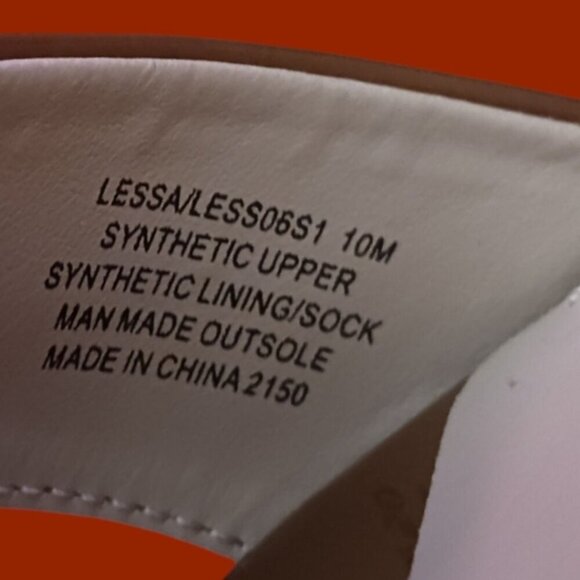 LESSA/LESS06S1 10M
SYNTHETIC UPPER
SYNTHETIC LINING/SOCK
MAN MADE OUTSOLE
MADE IN CHINA 2150